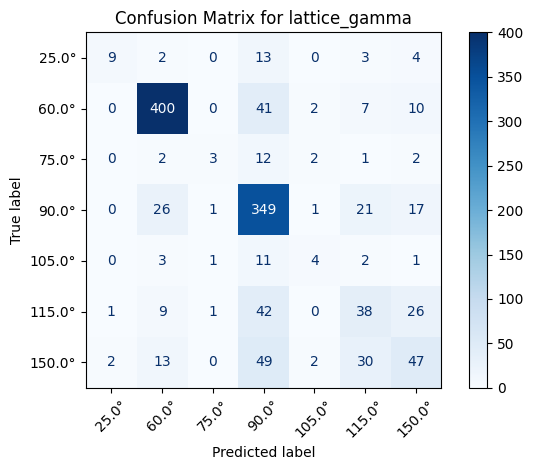 Confusion Matrix for lattice_gamma
True label
25.0° 9 2 0 13 0 3 4
60.0° 0 400 0 41 2 7 10
75.0° 0 2 3 12 2 1 2
90.0° 0 26 1 349 1 21 17
105.0° 0 3 1 11 4 2 1
115.0° 1 9 1 42 0 38 26
150.0° 2 13 0 49 2 30 47
25.0° 60.0° 75.0° 90.0° 105.0° 115.0° 150.0°
Predicted label
400
350
300
250
200
150
100
50
0